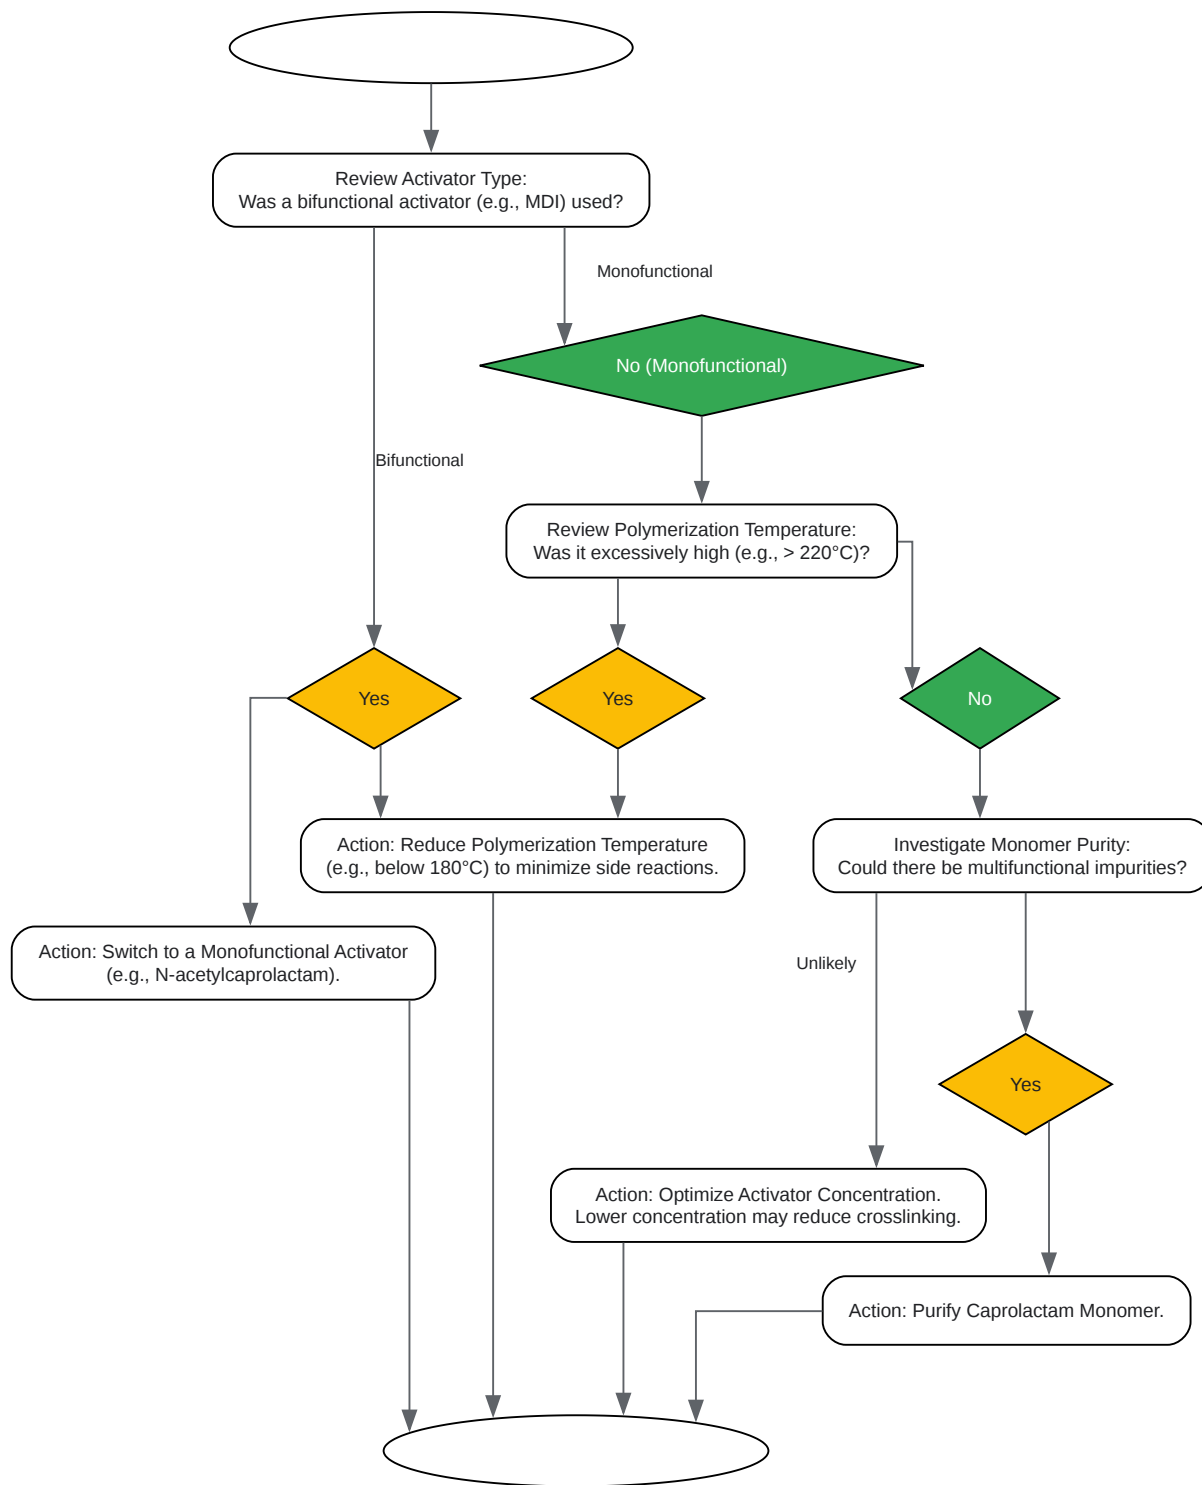 Review Activator Type:
Was a bifunctional activator (e.g., MDI) used?
Monofunctional
No (Monofunctional)
Bifunctional
Review Polymerization Temperature:
Was it excessively high (e.g., > 220°C)?
Yes
Yes
No
Action: Reduce Polymerization Temperature
(e.g., below 180°C) to minimize side reactions.
Investigate Monomer Purity:
Could there be multifunctional impurities?
Action: Switch to a Monofunctional Activator
(e.g., N-acetylcaprolactam).
Unlikely
Yes
Action: Optimize Activator Concentration.
Lower concentration may reduce crosslinking.
Action: Purify Caprolactam Monomer.